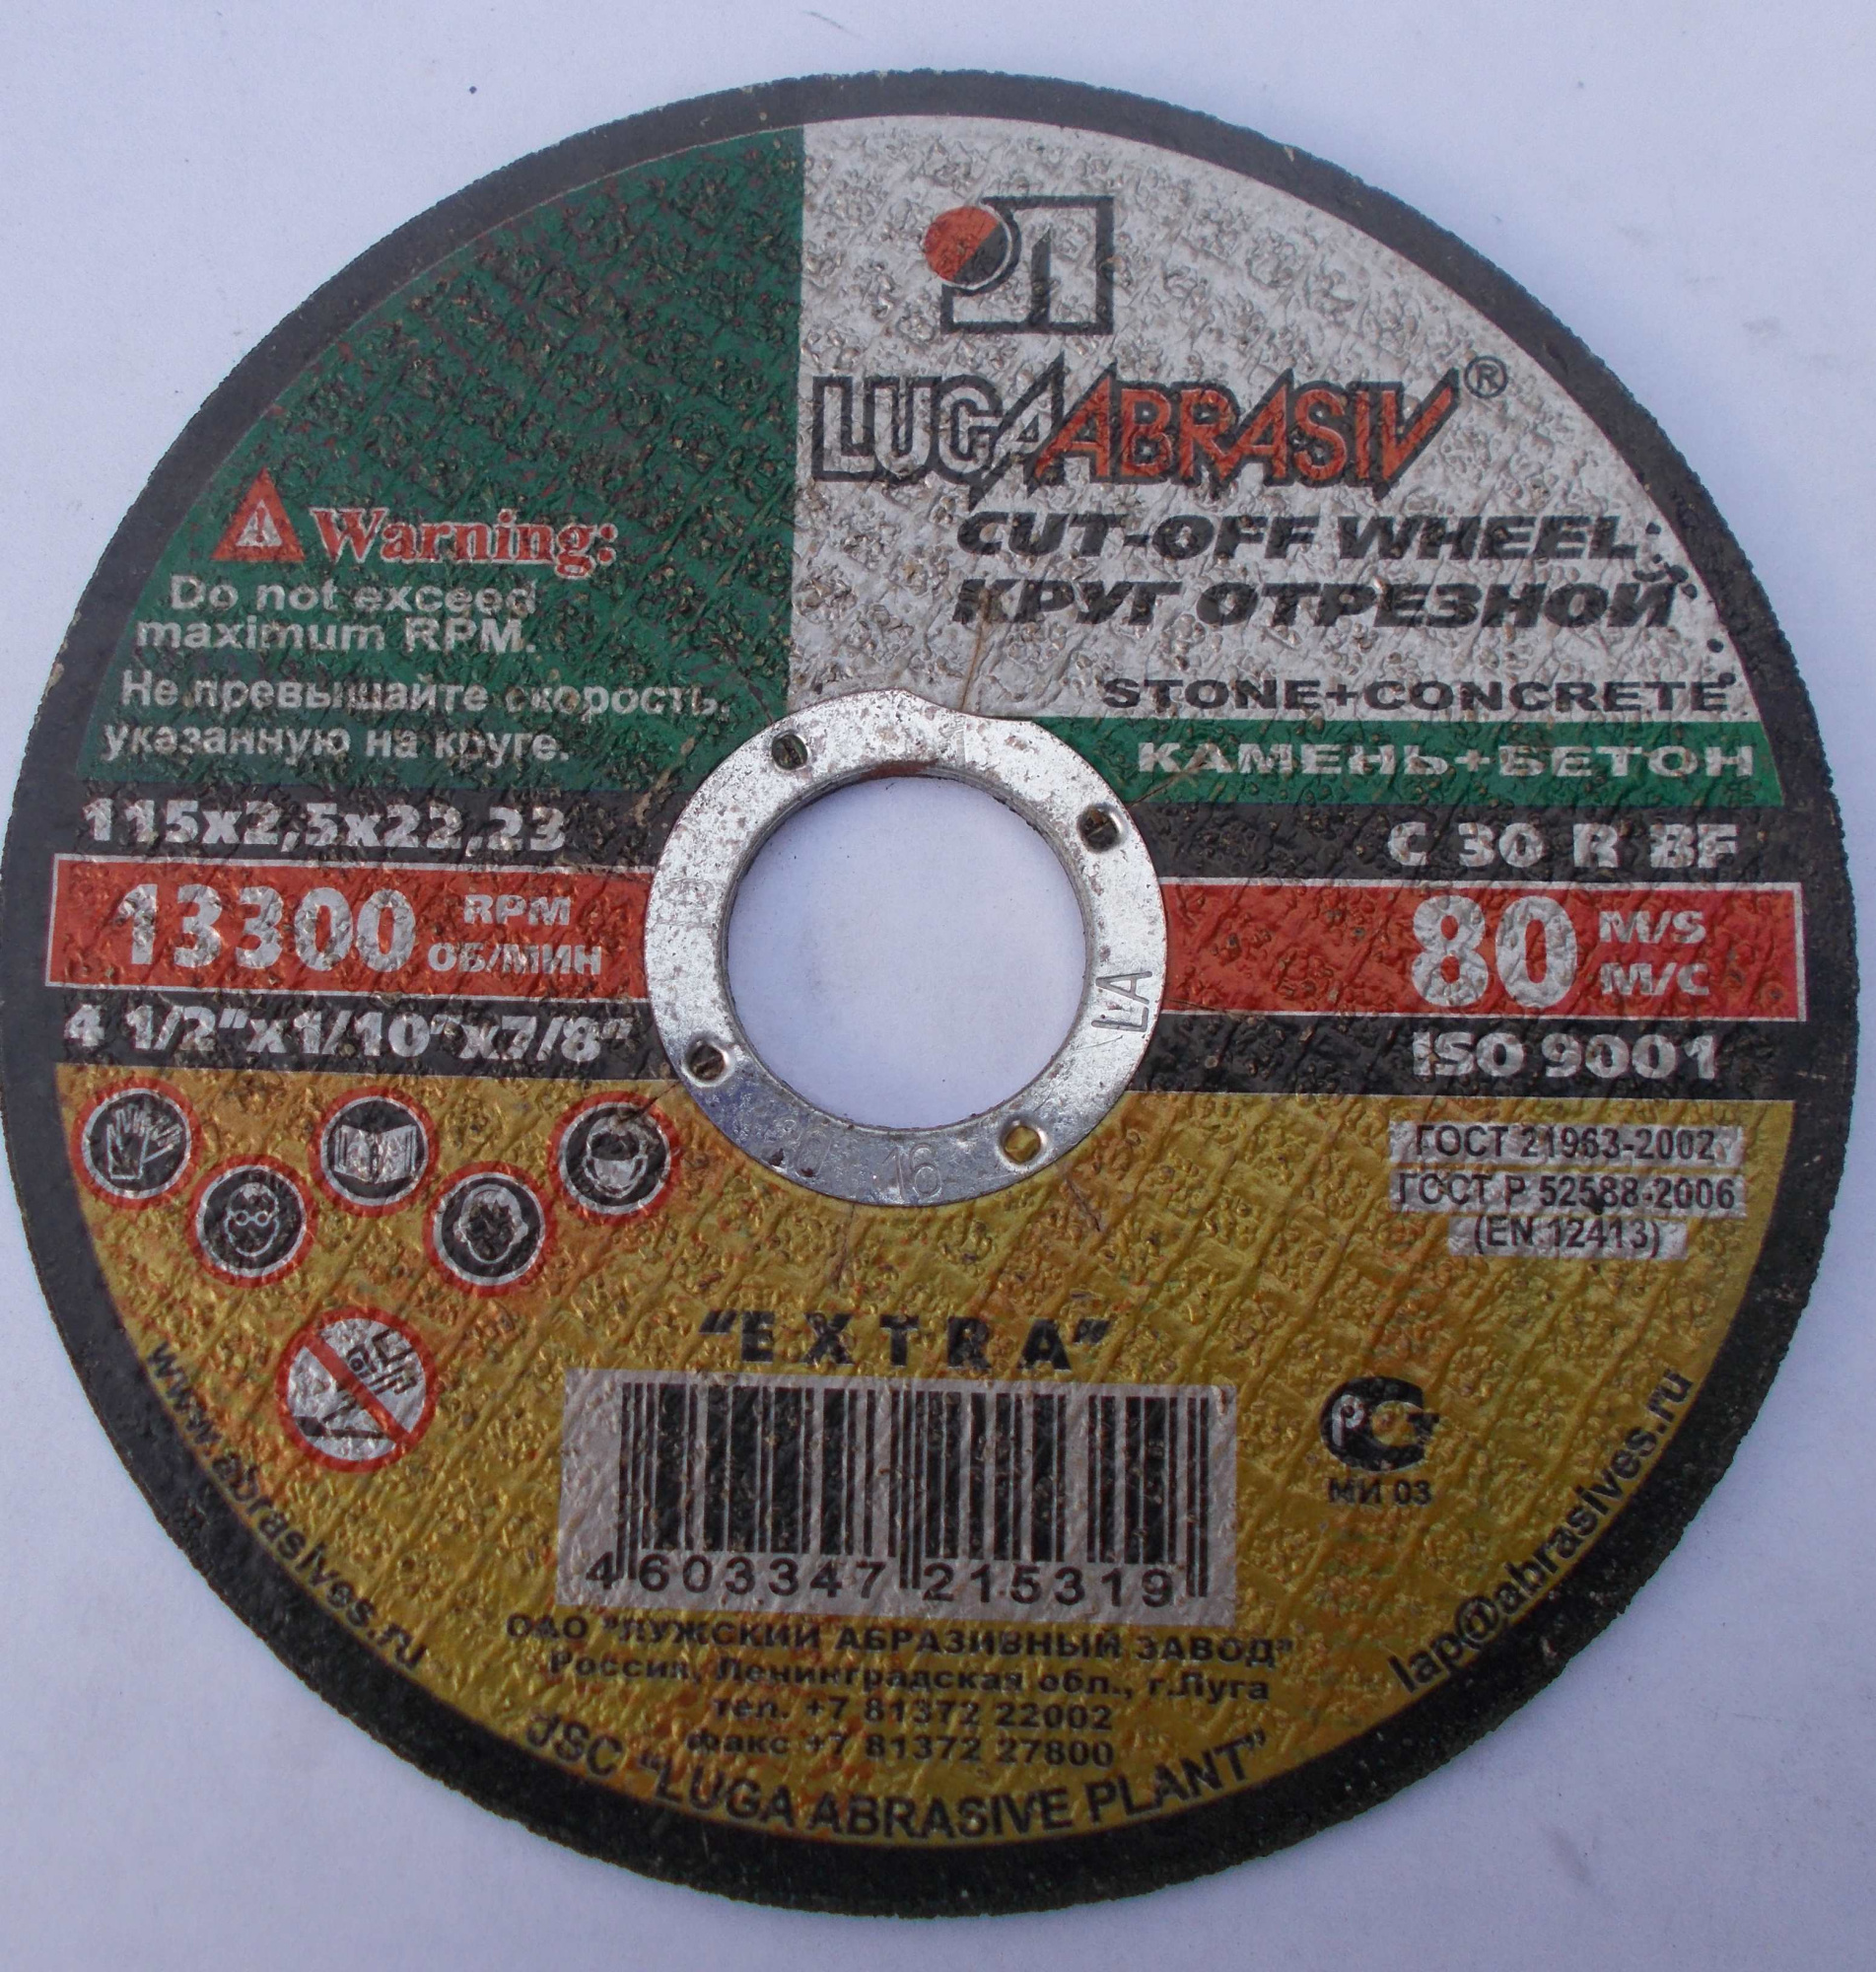 LUGAABRASIV®
CUT-OFF WHEEL
КРУГ ОТРЕЗНОЙ
STONE+CONCRETE
КАМЕНЬ+БЕТОН
Warning:
Do not exceed
maximum RPM.
Не превышайте скорость,
указанную на круге.
115x2,5x22,23
13300 RPM
ОБ/МИН
4 1/2"x1/10"x7/8"
C 30 R BF
80 M/S
М/С
ISO 9001
LA
16
ГОСТ 21963-2002
ГОСТ Р 52588-2006
(EN 12413)
"EXTRA"
4 603347 215319
МИ 03
www.abrasives.ru
lap@abrasives.ru
ОАО "ЛУЖСКИЙ АБРАЗИВНЫЙ ЗАВОД"
Россия, Ленинградская обл., г.Луга
тел. +7 81372 22002
факс +7 81372 27800
JSC "LUGA ABRASIVE PLANT"